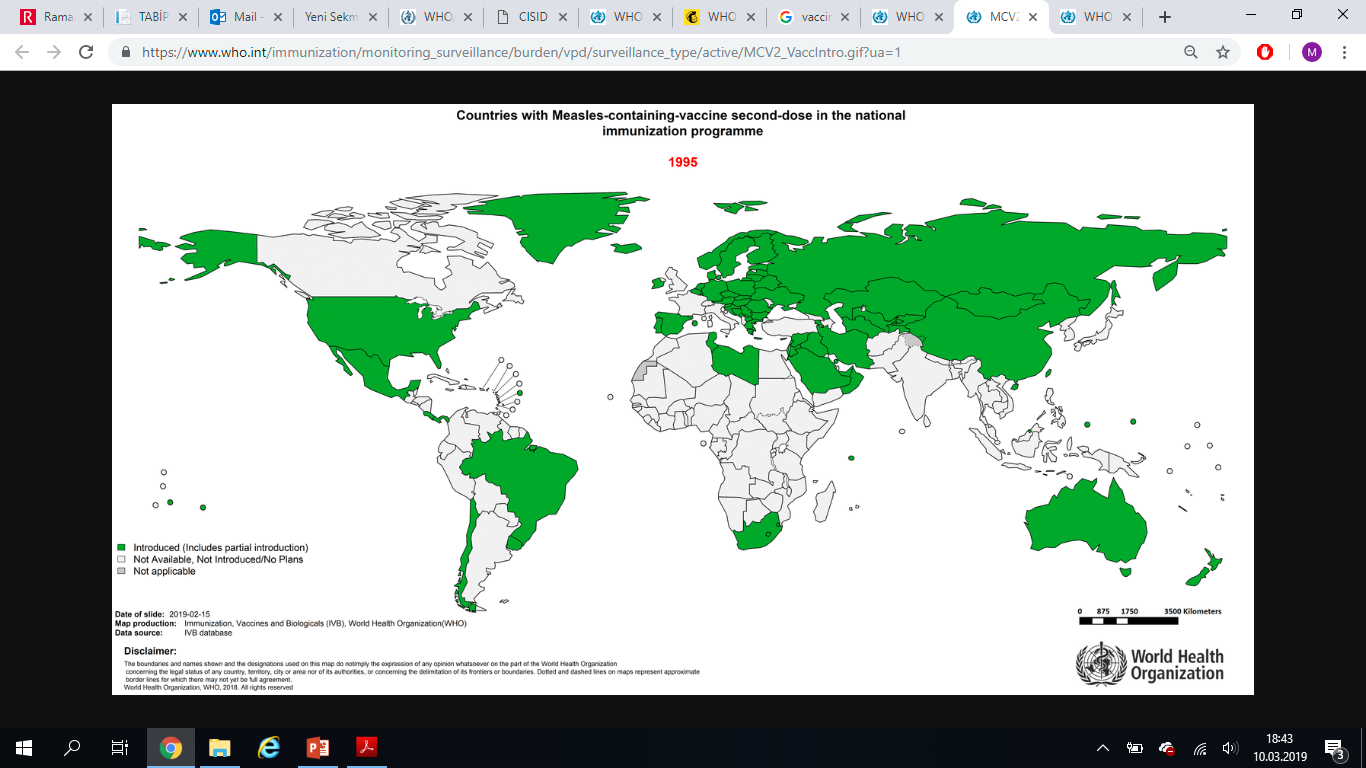 Rama
TABİP
Mail -
Yeni Sekm
WHO
CISID
WHO
WHO
vaccir
WHO
MCV2
WHO
https://www.who.int/immunization/monitoring_surveillance/burden/vpd/surveillance_type/active/MCV2_VaccIntro.gif?ua=1
M
Countries with Measles-containing-vaccine second-dose in the national
immunization programme
1995
Introduced (Includes partial introduction)
Not Available, Not Introduced/No Plans
Not applicable
Date of slide: 2019-02-15
Map production: Immunization, Vaccines and Biologicals (IVB), World Health Organization(WHO)
Data source: IVB database
Disclaimer:
The boundaries and names shown and the designations used on this map do notimply the expression of any opinion whatsoever on the part of the World Health Organization
concerning the legal status of any country, territory, city or area nor of its authorities, or concerning the delimitation of its frontiers or boundaries. Dotted and dashed lines on maps represent approximate
border lines for which there may not yet be full agreement.
World Health Organization, WHO, 2018. All rights reserved
0 875 1750 3500 Kilometers
World Health
Organization
18:43
10.03.2019
3